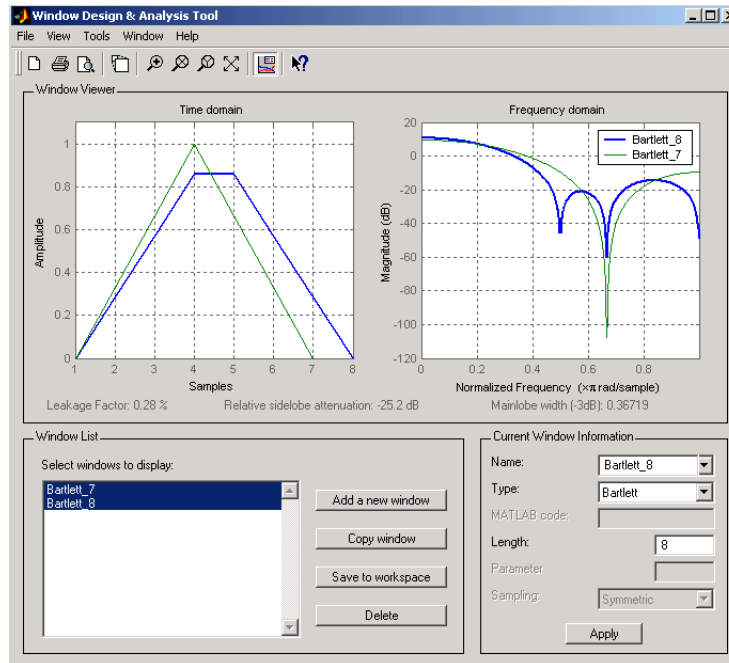 Window Design & Analysis Tool
File View Tools Window Help
Window Viewer
Time domain
1
0.8
0.6
0.4
0.2
0
Amplitude
1 2 3 4 5 6 7 8
Samples
Frequency domain
20
0
-20
-40
-60
-80
-100
-120
Magnitude (dB)
Bartlett_8
Bartlett_7
0 0.2 0.4 0.6 0.8
Normalized Frequency (×π rad/sample)
Leakage Factor: 0.28 % Relative sidelobe attenuation: -25.2 dB Mainlobe width (-3dB): 0.36719
Window List
Select windows to display:
Bartlett_7
Bartlett_8
Add a new window
Copy window
Save to workspace
Delete
Current Window Information
Name: Bartlett_8
Type: Bartlett
MATLAB code:
Length: 8
Parameter
Sampling: Symmetric
Apply